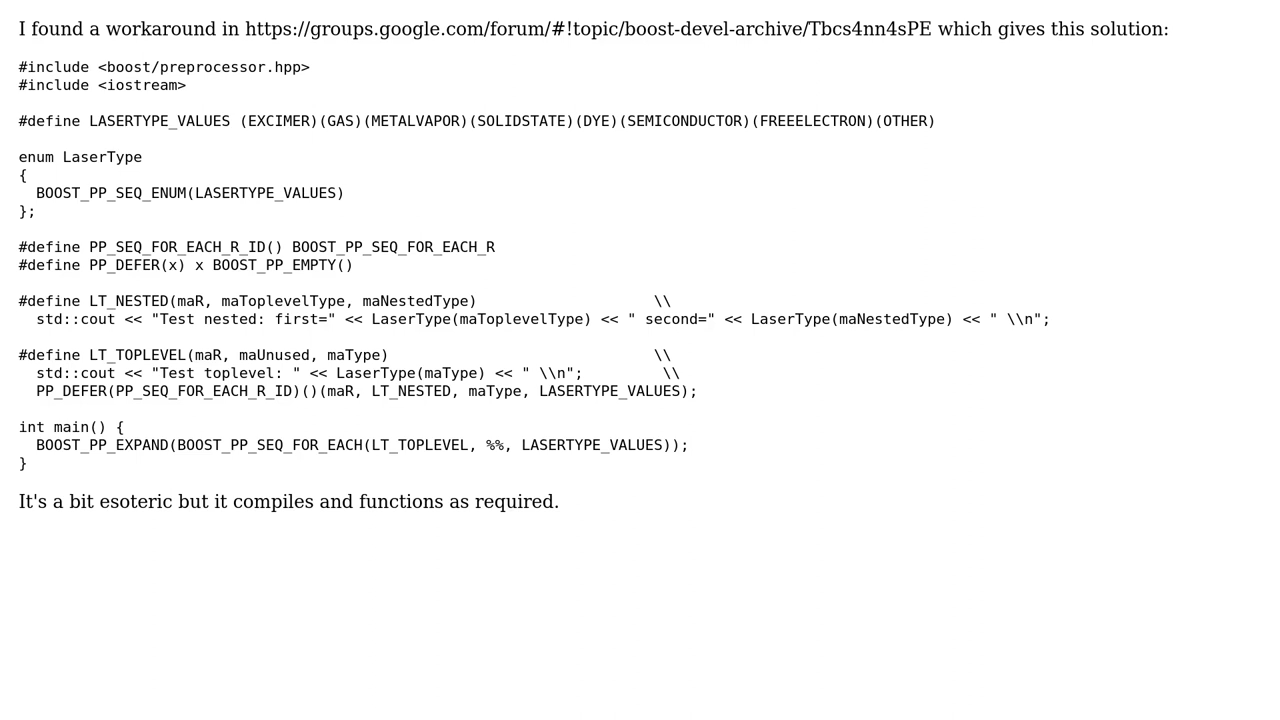 I found a workaround in https://groups.google.com/forum/#!topic/boost-devel-archive/Tbcs4nn4sPE which gives this solution:
#include <boost/preprocessor.hpp>
#include <iostream>
#define LASERTYPE_VALUES (EXCIMER)(GAS)(METALVAPOR)(SOLIDSTATE)(DYE)(SEMICONDUCTOR)(FREEELECTRON)(OTHER)
enum LaserType
{
  BOOST_PP_SEQ_ENUM(LASERTYPE_VALUES)
};
#define PP_SEQ_FOR_EACH_R_ID() BOOST_PP_SEQ_FOR_EACH_R
#define PP_DEFER(x) x BOOST_PP_EMPTY()
#define LT_NESTED(maR, maToplevelType, maNestedType)                    \\
  std::cout << "Test nested: first=" << LaserType(maToplevelType) << " second=" << LaserType(maNestedType) << " \\n";
#define LT_TOPLEVEL(maR, maUnused, maType)                              \\
  std::cout << "Test toplevel: " << LaserType(maType) << " \\n";         \\
  PP_DEFER(PP_SEQ_FOR_EACH_R_ID)()(maR, LT_NESTED, maType, LASERTYPE_VALUES);
int main() {
  BOOST_PP_EXPAND(BOOST_PP_SEQ_FOR_EACH(LT_TOPLEVEL, %%, LASERTYPE_VALUES));
}
It's a bit esoteric but it compiles and functions as required.